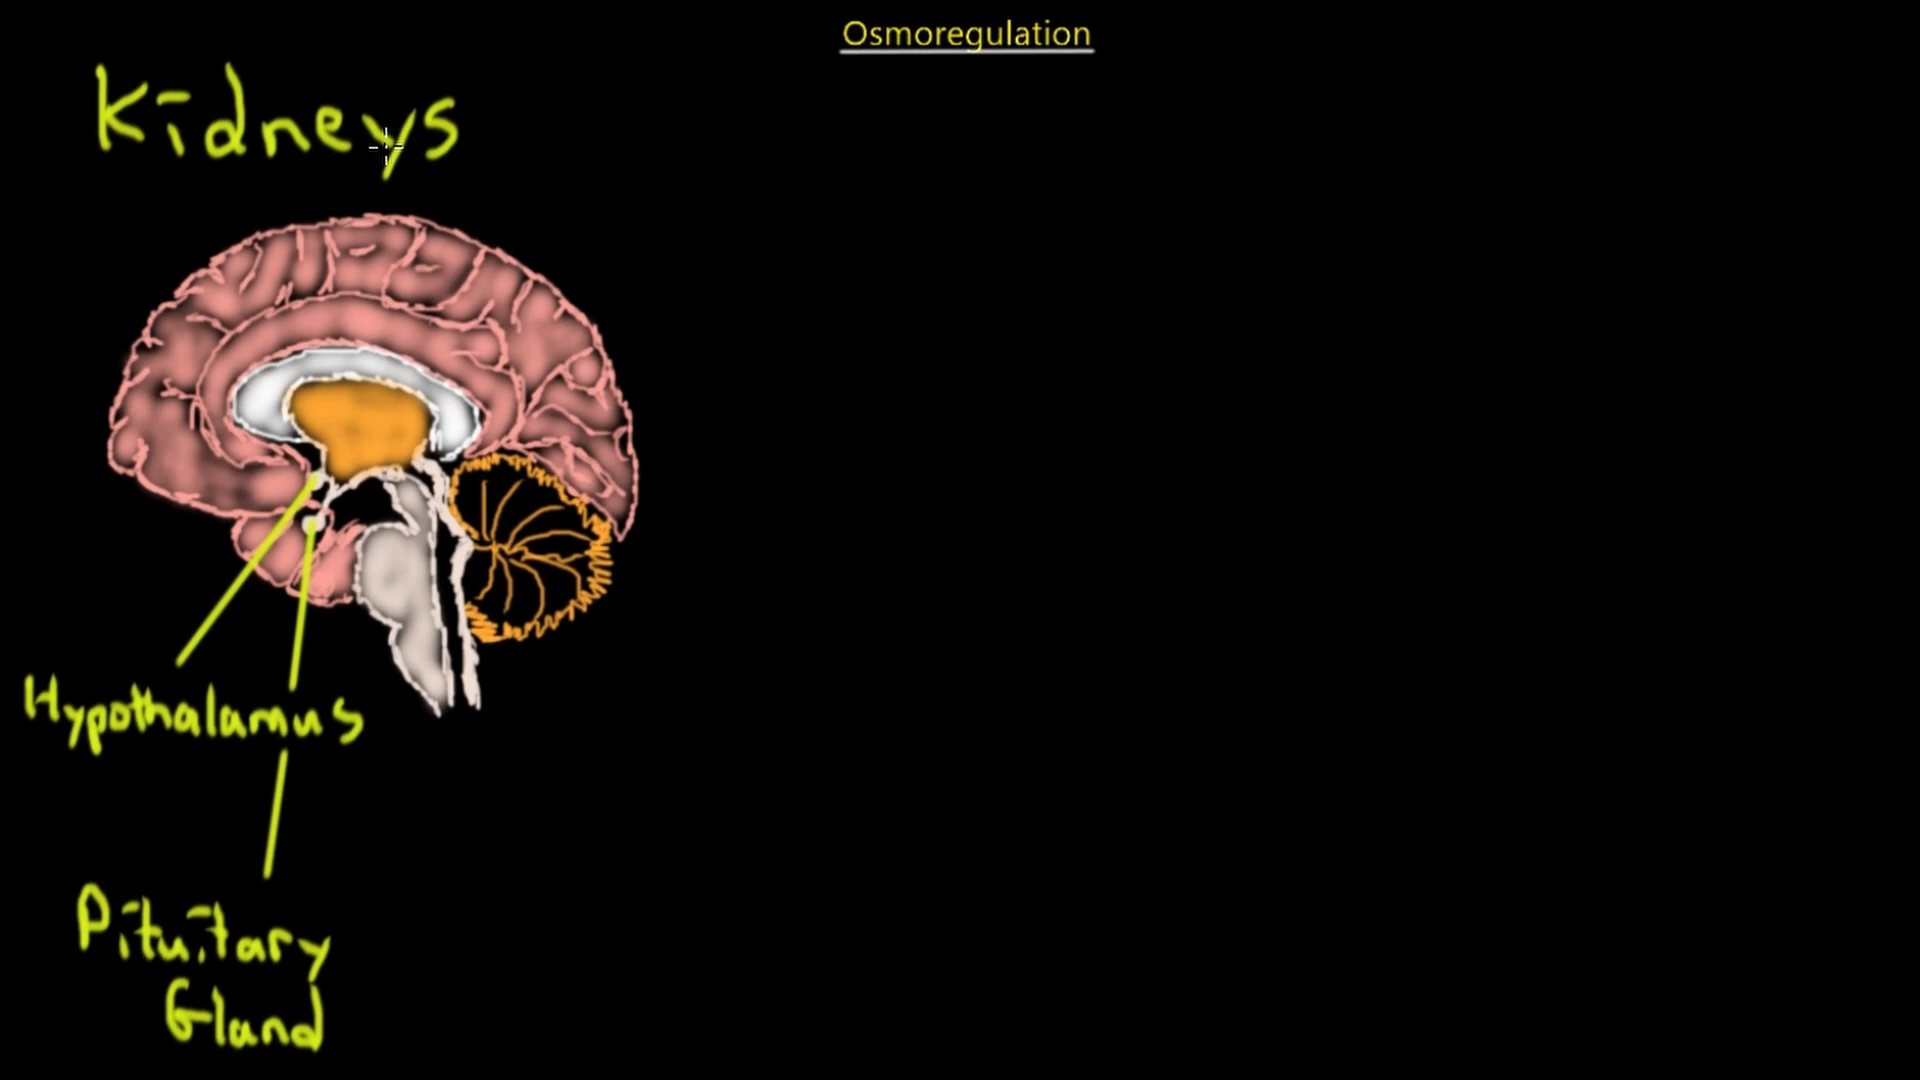 Osmoregulation
Kidneys
Hypothalamus
Pituitary
Gland